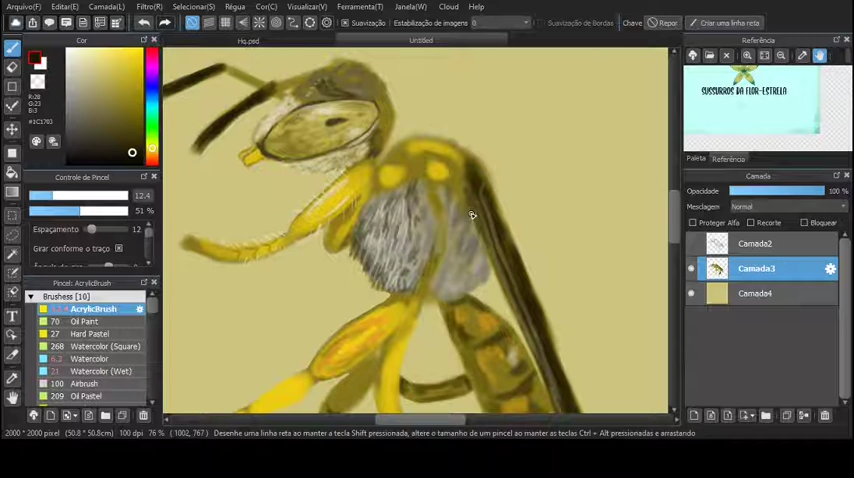 Arquivo(F) Editar(E) Camada(L) Filtro(R) Selecionar(S) Régua Cor(C) Visualizar(V) Ferramenta(T) Janela(W) Cloud Help
Suavização Estabilização de imagens 0 Suavização de Bordas Chave Repor Criar uma linha reta
Hq.psd Untitled
Cor
R:28
G:23
B:3
#1C1703
Controle de Pincel
12.4
51 %
Espaçamento 12
Girar conforme o traço
Pincel: AcrylicBrush
Brushess [10]
AcrylicBrush
70 Oil Paint
27 Hard Pastel
268 Watercolor (Square)
6.2 Watercolor
21 Watercolor (Wet)
100 Airbrush
209 Oil Pastel
Referência
SUSSURROS DA FLOR-ESTRELA
Paleta Referência
Camada
Opacidade 100 %
Mesclagem Normal
Proteger Alfa Recorte Bloquear
Camada2
Camada3
Camada4
2000 * 2000 pixel (50.8 * 50.8cm) 100 dpi 76 % ( 1002, 767 ) Desenhe uma linha reta ao manter a tecla Shift pressionada, altere o tamanho de um pincel ao manter as teclas Ctrl + Alt pressionadas e arrastando